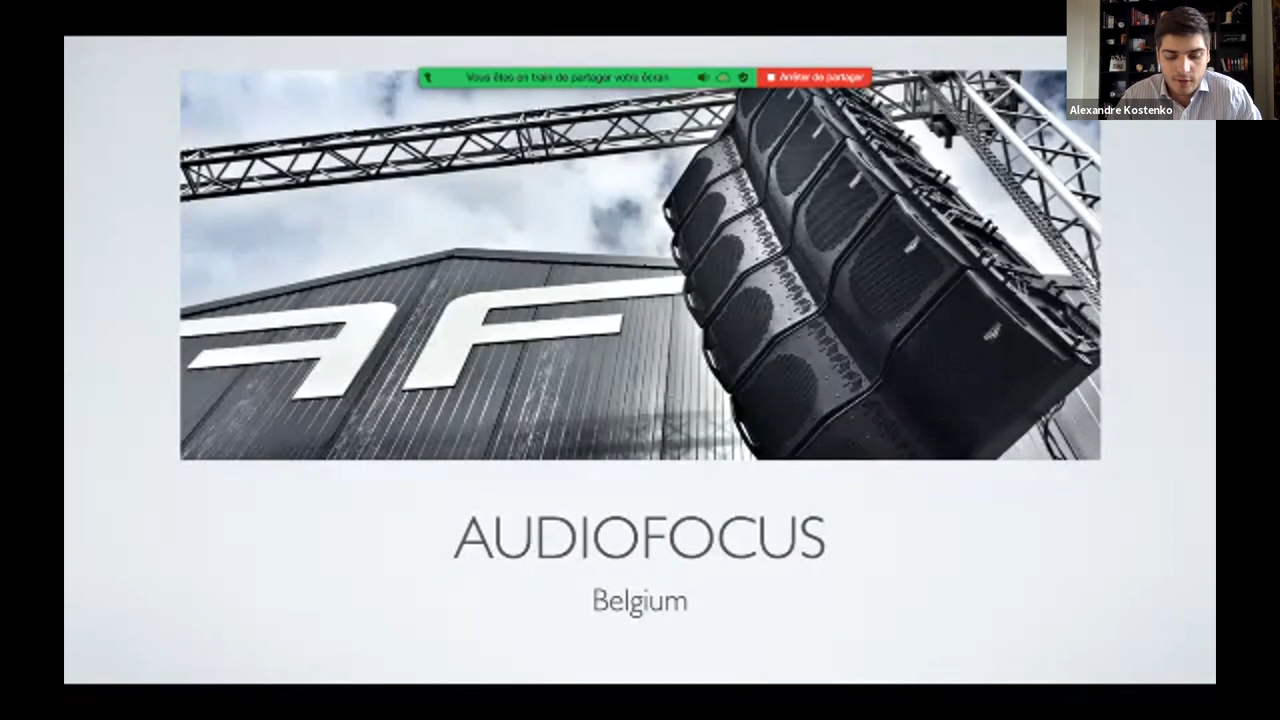 Vous êtes en train de partager votre écran
Arrêter de partager
Alexandre Kostenko
AF
AUDIOFOCUS
Belgium